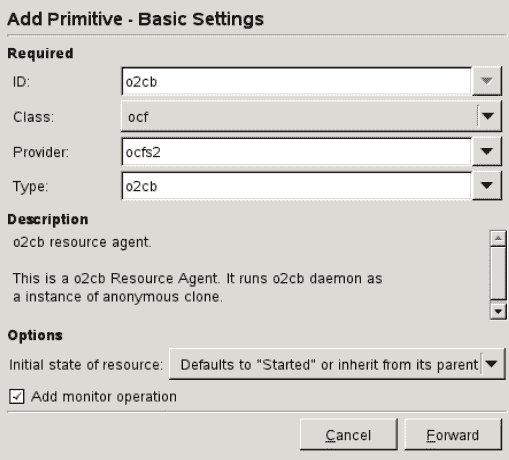 Add Primitive - Basic Settings
Required
ID: o2cb
Class: ocf
Provider: ocfs2
Type: o2cb
Description
o2cb resource agent.
This is a o2cb Resource Agent. It runs o2cb daemon as
a instance of anonymous clone.
Options
Initial state of resource: Defaults to "Started" or inherit from its parent
Add monitor operation
Cancel Forward